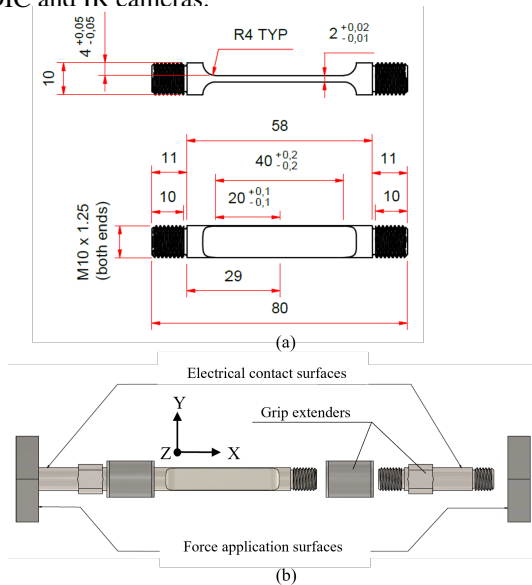 DIC and IR cameras.
4 +0,05 -0,05
R4 TYP
2 +0,02 -0,01
10
58
11
40 +0,2 -0,2
11
10
20 +0,1 -0,1
10
M10 x 1.25
(both ends)
29
80
(a)
Electrical contact surfaces
Y
Grip extenders
Z
X
Force application surfaces
(b)